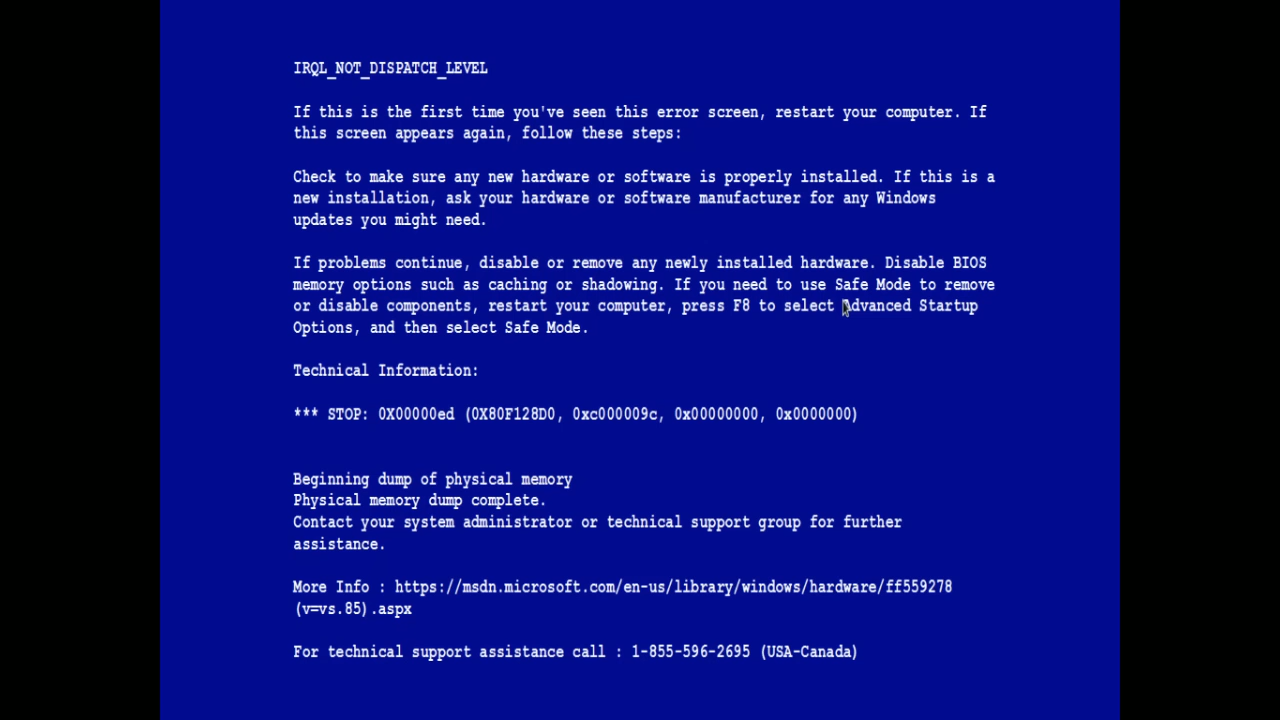 IRQL_NOT_DISPATCH_LEVEL
If this is the first time you've seen this error screen, restart your computer. If
this screen appears again, follow these steps:
Check to make sure any new hardware or software is properly installed. If this is a
new installation, ask your hardware or software manufacturer for any Windows
updates you might need.
If problems continue, disable or remove any newly installed hardware. Disable BIOS
memory options such as caching or shadowing. If you need to use Safe Mode to remove
or disable components, restart your computer, press F8 to select Advanced Startup
Options, and then select Safe Mode.
Technical Information:
*** STOP: 0X00000ed (0X80F128D0, 0xc000009c, 0x00000000, 0x0000000)
Beginning dump of physical memory
Physical memory dump complete.
Contact your system administrator or technical support group for further
assistance.
More Info : https://msdn.microsoft.com/en-us/library/windows/hardware/ff559278
(v=vs.85).aspx
For technical support assistance call : 1-855-596-2695 (USA-Canada)